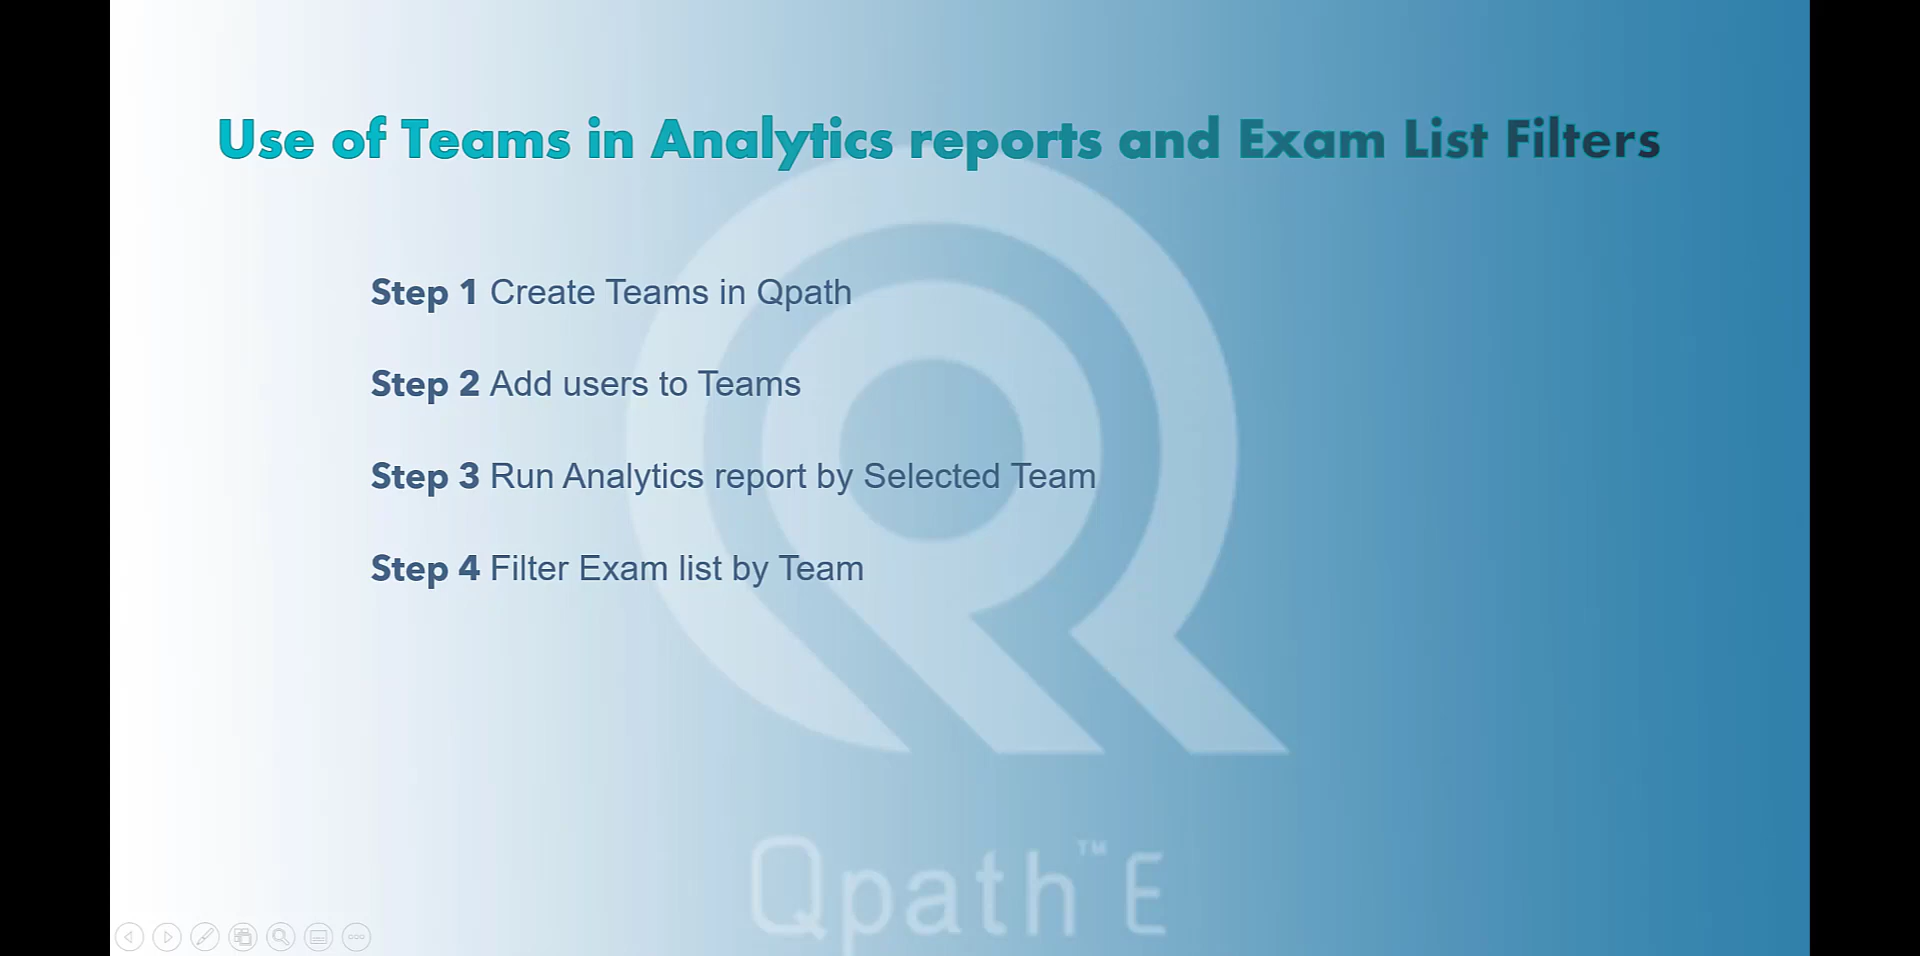 Use of Teams in Analytics reports and Exam List Filters
Step 1 Create Teams in Qpath
Step 2 Add users to Teams
Step 3 Run Analytics report by Selected Team
Step 4 Filter Exam list by Team
Qpath™ E